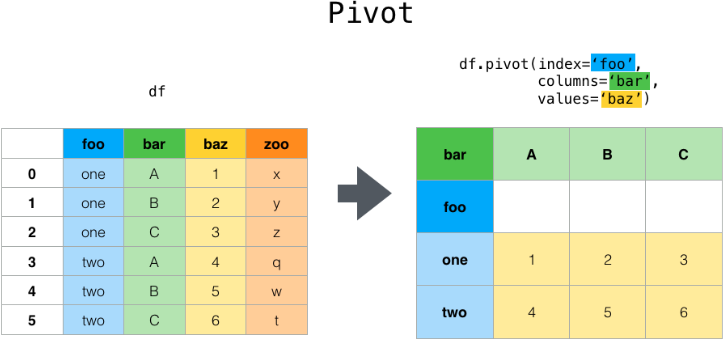 Pivot
df
df.pivot(index=‘foo’,
columns=‘bar’,
values=‘baz’)
foo bar baz zoo
0 one A 1 x
1 one B 2 y
2 one C 3 z
3 two A 4 q
4 two B 5 w
5 two C 6 t
bar A B C
foo
one 1 2 3
two 4 5 6